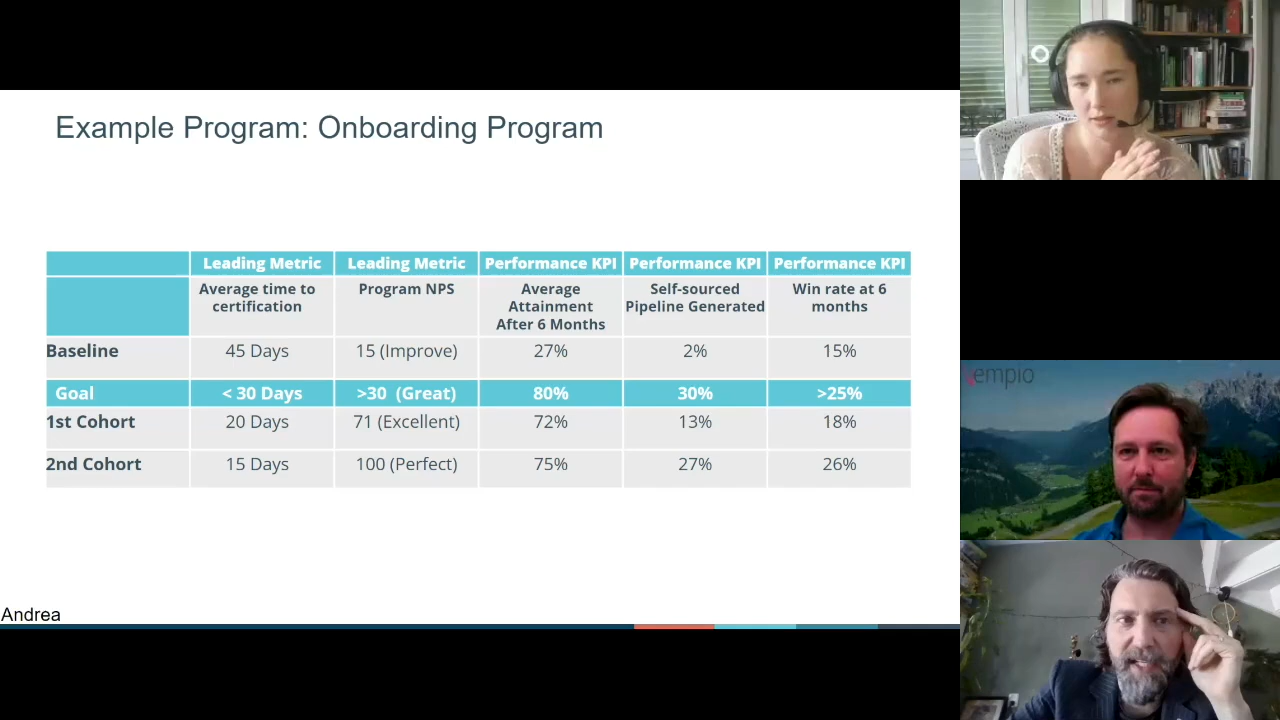 Example Program: Onboarding Program
Leading Metric Leading Metric Performance KPI Performance KPI Performance KPI
Average time to certification Program NPS Average Attainment After 6 Months Self-sourced Pipeline Generated Win rate at 6 months
Baseline 45 Days 15 (Improve) 27% 2% 15%
Goal < 30 Days >30 (Great) 80% 30% >25%
1st Cohort 20 Days 71 (Excellent) 72% 13% 18%
2nd Cohort 15 Days 100 (Perfect) 75% 27% 26%
Andrea
vempio